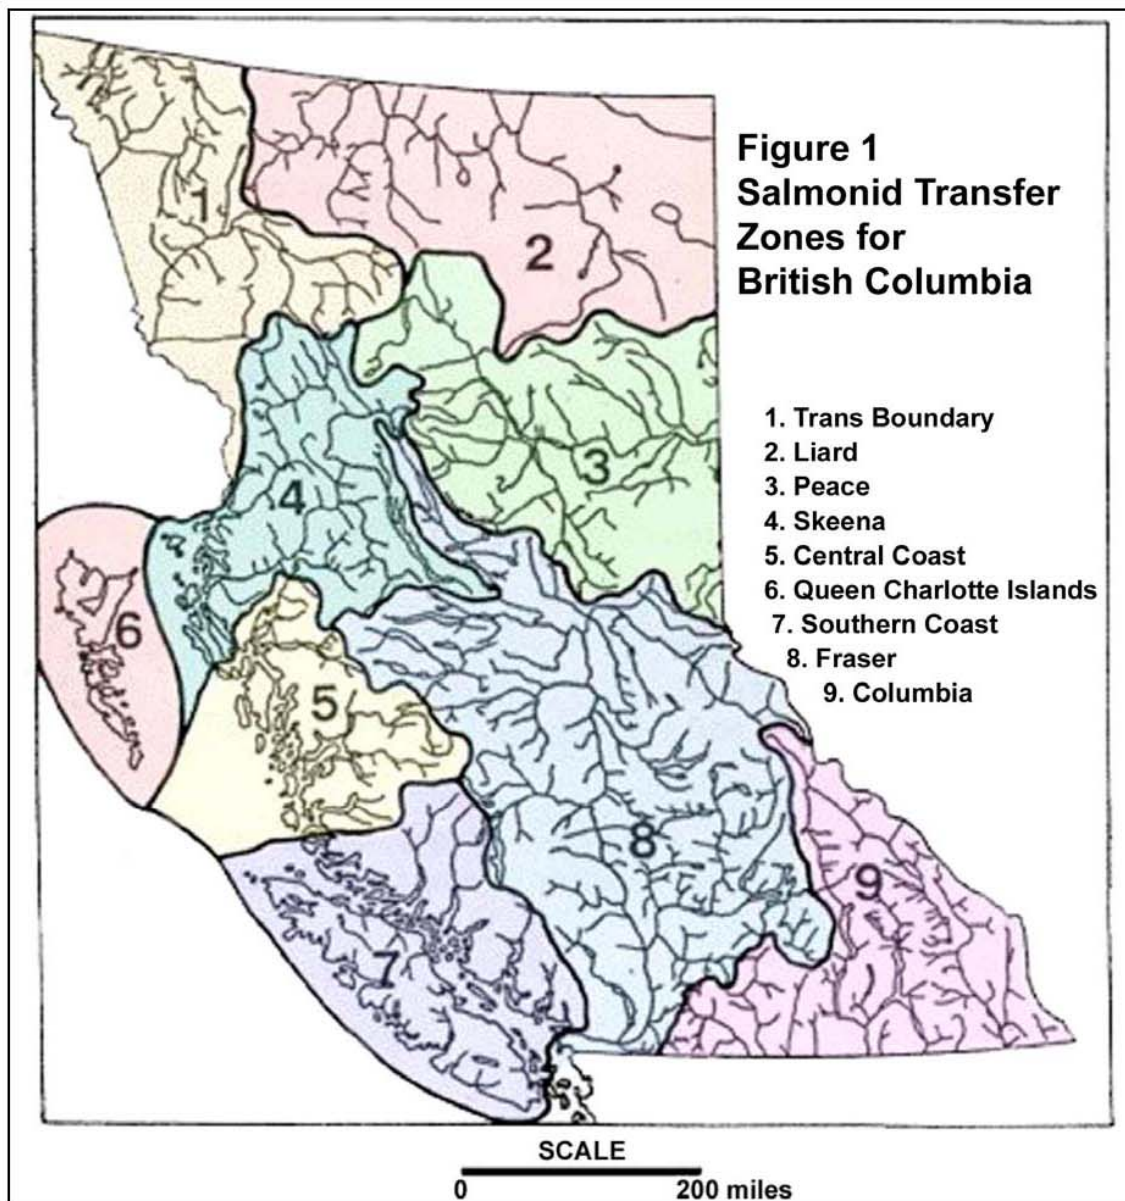 Figure 1
Salmonid Transfer
Zones for
British Columbia
1
2
3
4
5
6
7
8
9
1. Trans Boundary
2. Liard
3. Peace
4. Skeena
5. Central Coast
6. Queen Charlotte Islands
7. Southern Coast
8. Fraser
9. Columbia
SCALE
0 200 miles